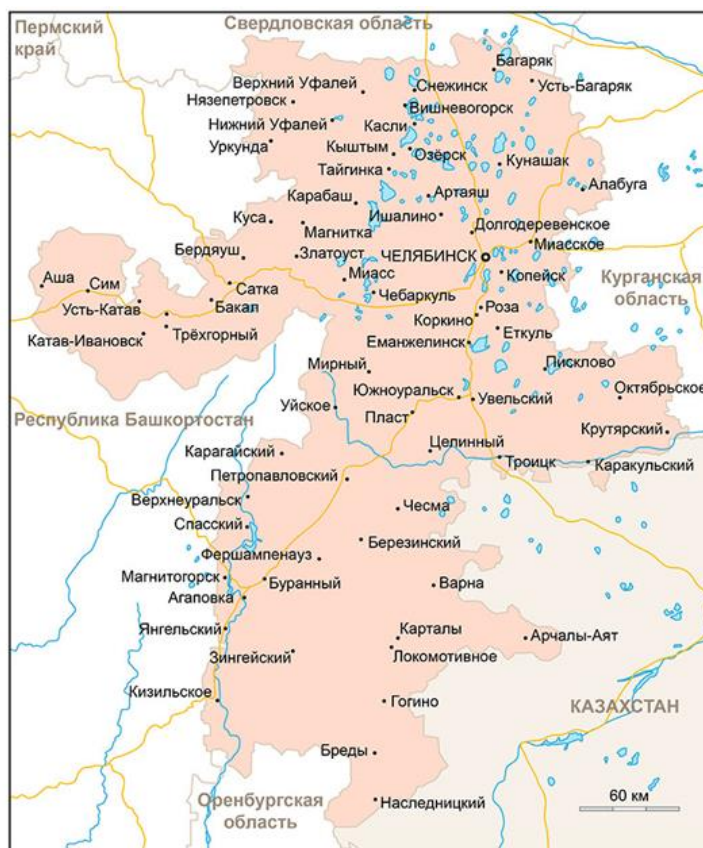 Свердловская область
Пермский
край
Багаряк
Верхний Уфалей
Снежинск
Усть-Багаряк
Нязепетровск
Вишневогорск
Нижний Уфалей
Касли
Уркунда
Кыштым
Озёрск
Кунашак
Тайгинка
Алабуга
Карабаш
Артаяш
Куса
Ишалино
Магнитка
Долгодеревенское
Миасское
Бердяуш
Златоуст
ЧЕЛЯБИНСК
Аша
Сим
Миасс
Копейск
Курганская
область
Сатка
Чебаркуль
Усть-Катав
Бакал
Роза
Коркино
Катав-Ивановск
Трёхгорный
Еткуль
Еманжелинск
Мирный
Писклово
Южноуральск
Октябрьское
Уйское
Увельский
Республика Башкортостан
Пласт
Крутярский
Карагайский
Целинный
Троицк
Каракульский
Петропавловский
Верхнеуральск
Чесма
Спасский
Березинский
Фершампенауз
Магнитогорск
Буранный
Варна
Агаповка
Янгельский
Карталы
Арчалы-Аят
Зингейский
Локомотивное
Кизильское
Гогино
КАЗАХСТАН
Бреды
Оренбургская
область
Наследницкий
60 км